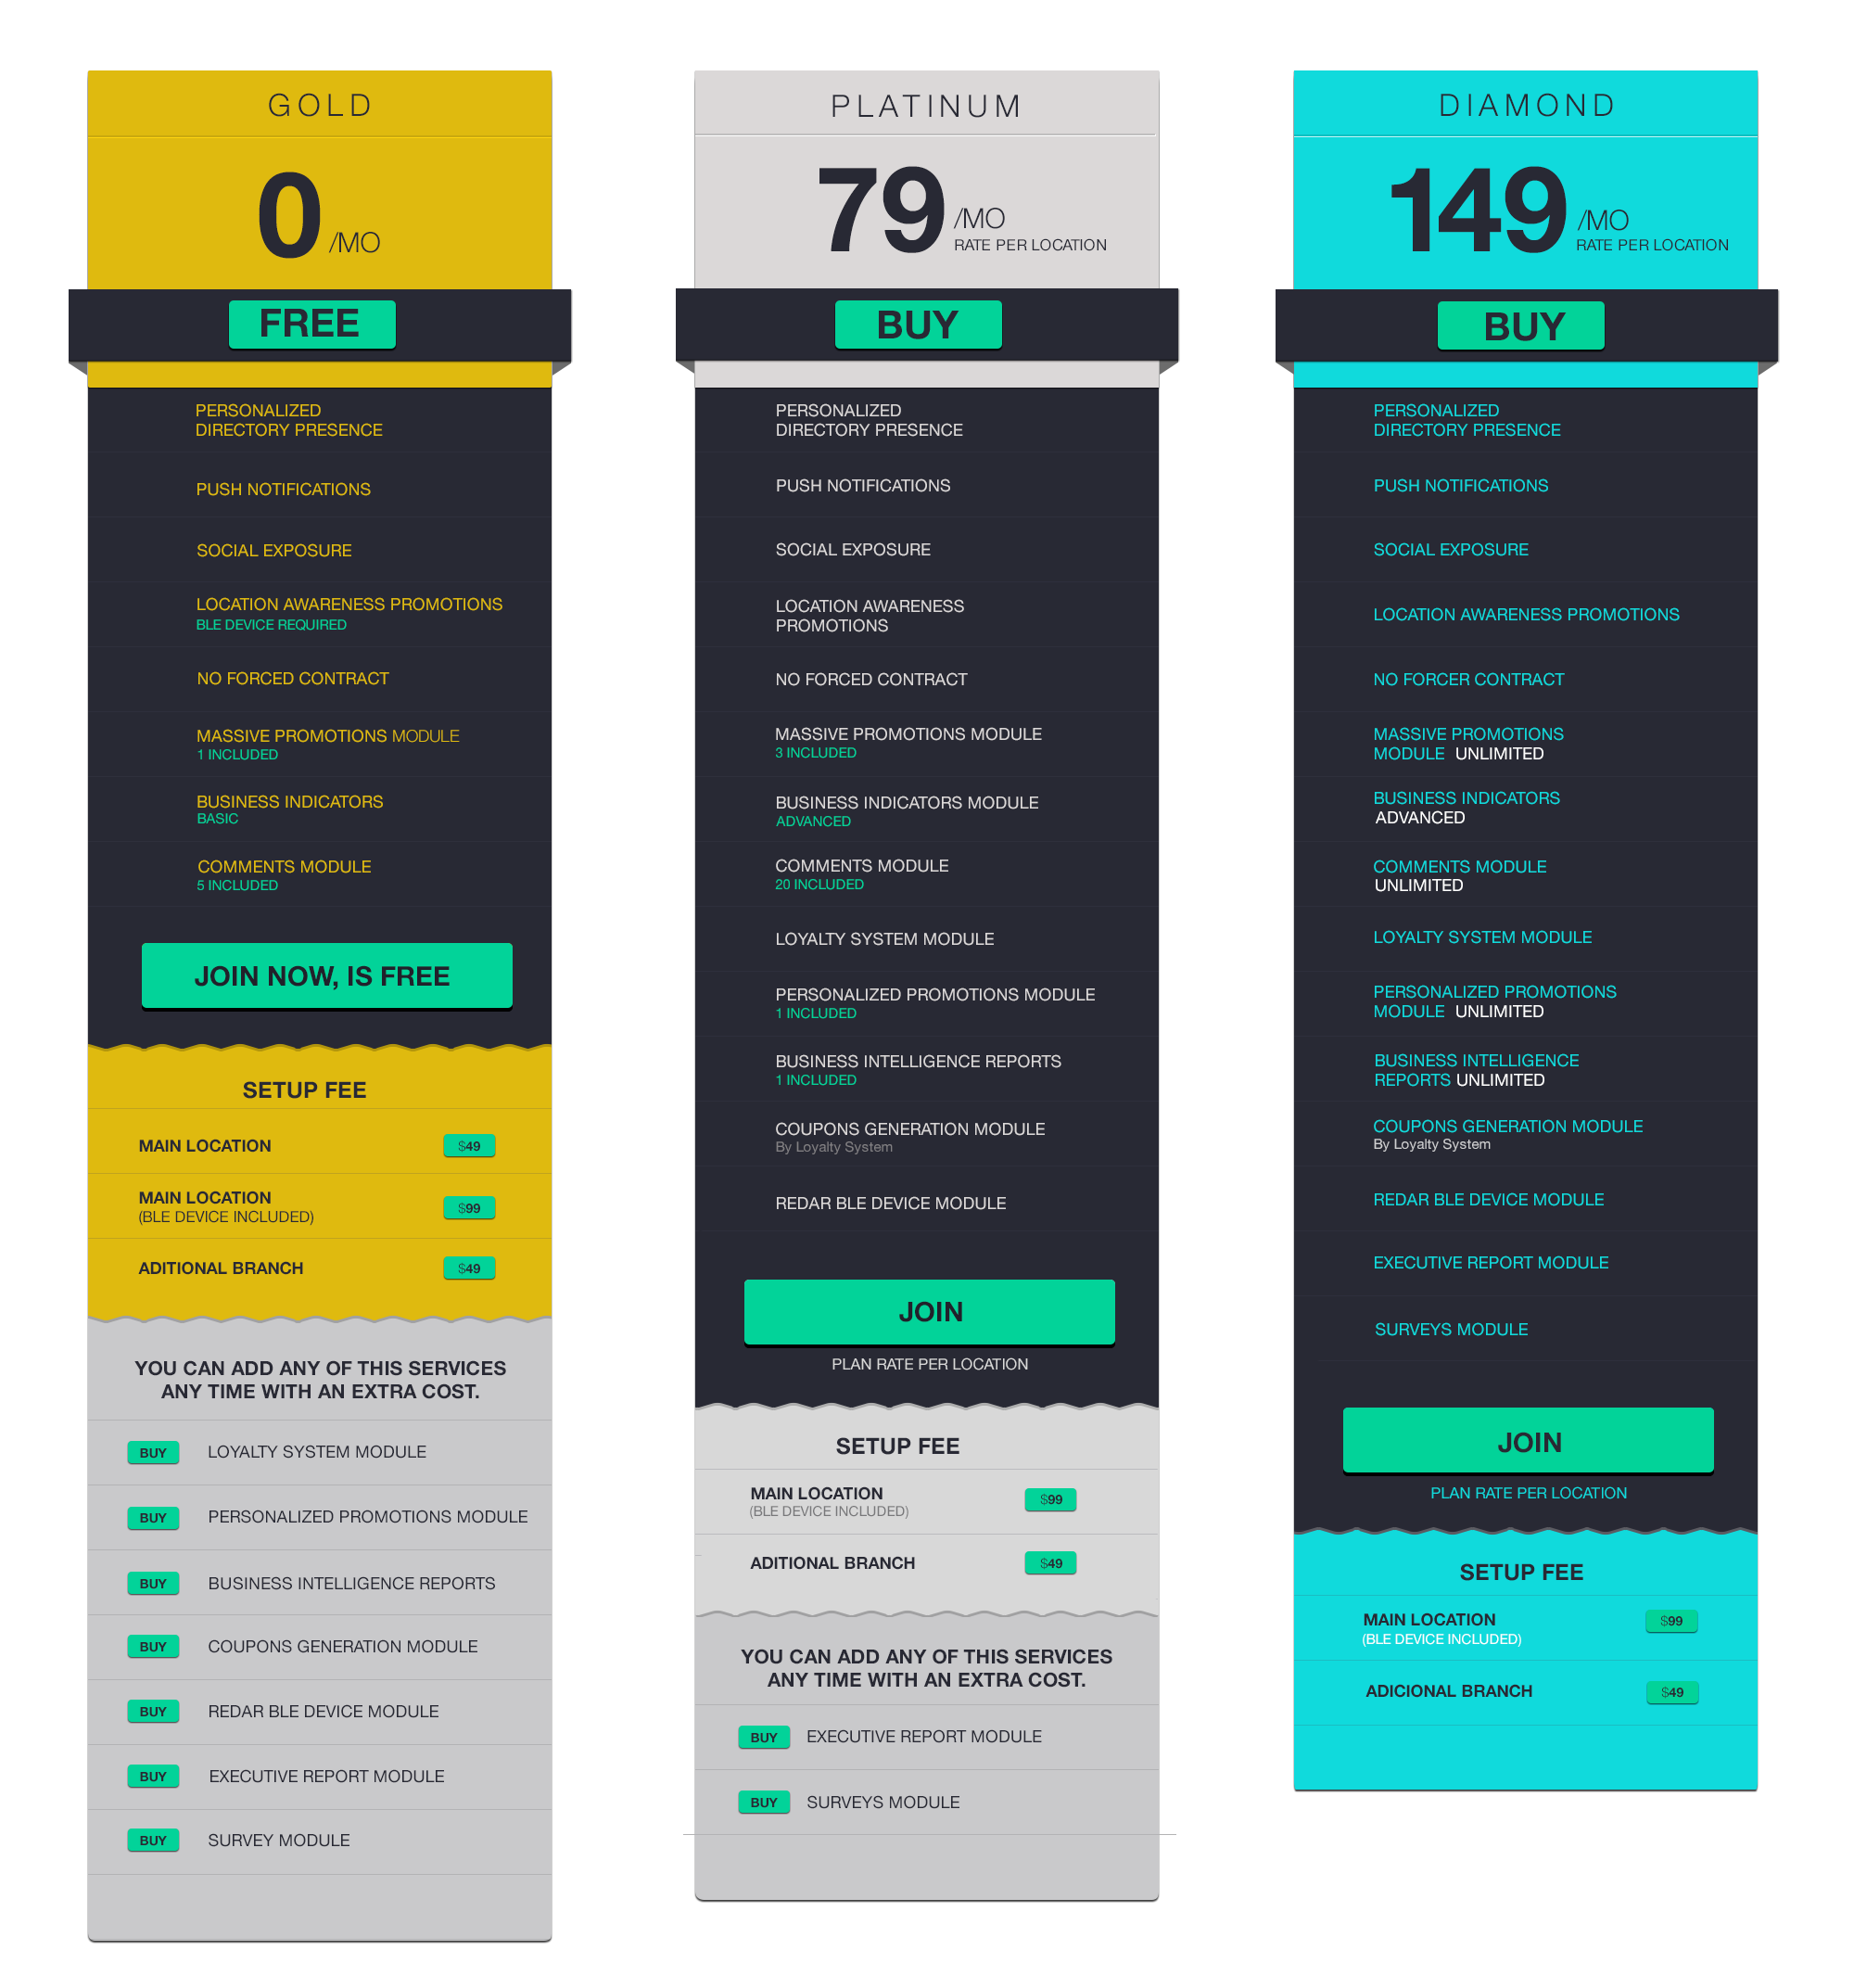 GOLD
0 /MO
FREE
PERSONALIZED
DIRECTORY PRESENCE
PUSH NOTIFICATIONS
SOCIAL EXPOSURE
LOCATION AWARENESS PROMOTIONS
BLE DEVICE REQUIRED
NO FORCED CONTRACT
MASSIVE PROMOTIONS MODULE
1 INCLUDED
BUSINESS INDICATORS
BASIC
COMMENTS MODULE
5 INCLUDED
JOIN NOW, IS FREE
SETUP FEE
MAIN LOCATION $49
MAIN LOCATION
(BLE DEVICE INCLUDED) $99
ADITIONAL BRANCH $49
YOU CAN ADD ANY OF THIS SERVICES
ANY TIME WITH AN EXTRA COST.
BUY LOYALTY SYSTEM MODULE
BUY PERSONALIZED PROMOTIONS MODULE
BUY BUSINESS INTELLIGENCE REPORTS
BUY COUPONS GENERATION MODULE
BUY REDAR BLE DEVICE MODULE
BUY EXECUTIVE REPORT MODULE
BUY SURVEY MODULE
PLATINUM
79 /MO
RATE PER LOCATION
BUY
PERSONALIZED
DIRECTORY PRESENCE
PUSH NOTIFICATIONS
SOCIAL EXPOSURE
LOCATION AWARENESS
PROMOTIONS
NO FORCED CONTRACT
MASSIVE PROMOTIONS MODULE
3 INCLUDED
BUSINESS INDICATORS MODULE
ADVANCED
COMMENTS MODULE
20 INCLUDED
LOYALTY SYSTEM MODULE
PERSONALIZED PROMOTIONS MODULE
1 INCLUDED
BUSINESS INTELLIGENCE REPORTS
1 INCLUDED
COUPONS GENERATION MODULE
By Loyalty System
REDAR BLE DEVICE MODULE
JOIN
PLAN RATE PER LOCATION
SETUP FEE
MAIN LOCATION
(BLE DEVICE INCLUDED) $99
ADITIONAL BRANCH $49
YOU CAN ADD ANY OF THIS SERVICES
ANY TIME WITH AN EXTRA COST.
BUY EXECUTIVE REPORT MODULE
BUY SURVEYS MODULE
DIAMOND
149 /MO
RATE PER LOCATION
BUY
PERSONALIZED
DIRECTORY PRESENCE
PUSH NOTIFICATIONS
SOCIAL EXPOSURE
LOCATION AWARENESS PROMOTIONS
NO FORCER CONTRACT
MASSIVE PROMOTIONS
MODULE UNLIMITED
BUSINESS INDICATORS
ADVANCED
COMMENTS MODULE
UNLIMITED
LOYALTY SYSTEM MODULE
PERSONALIZED PROMOTIONS
MODULE UNLIMITED
BUSINESS INTELLIGENCE
REPORTS UNLIMITED
COUPONS GENERATION MODULE
By Loyalty System
REDAR BLE DEVICE MODULE
EXECUTIVE REPORT MODULE
SURVEYS MODULE
JOIN
PLAN RATE PER LOCATION
SETUP FEE
MAIN LOCATION
(BLE DEVICE INCLUDED) $99
ADICIONAL BRANCH $49